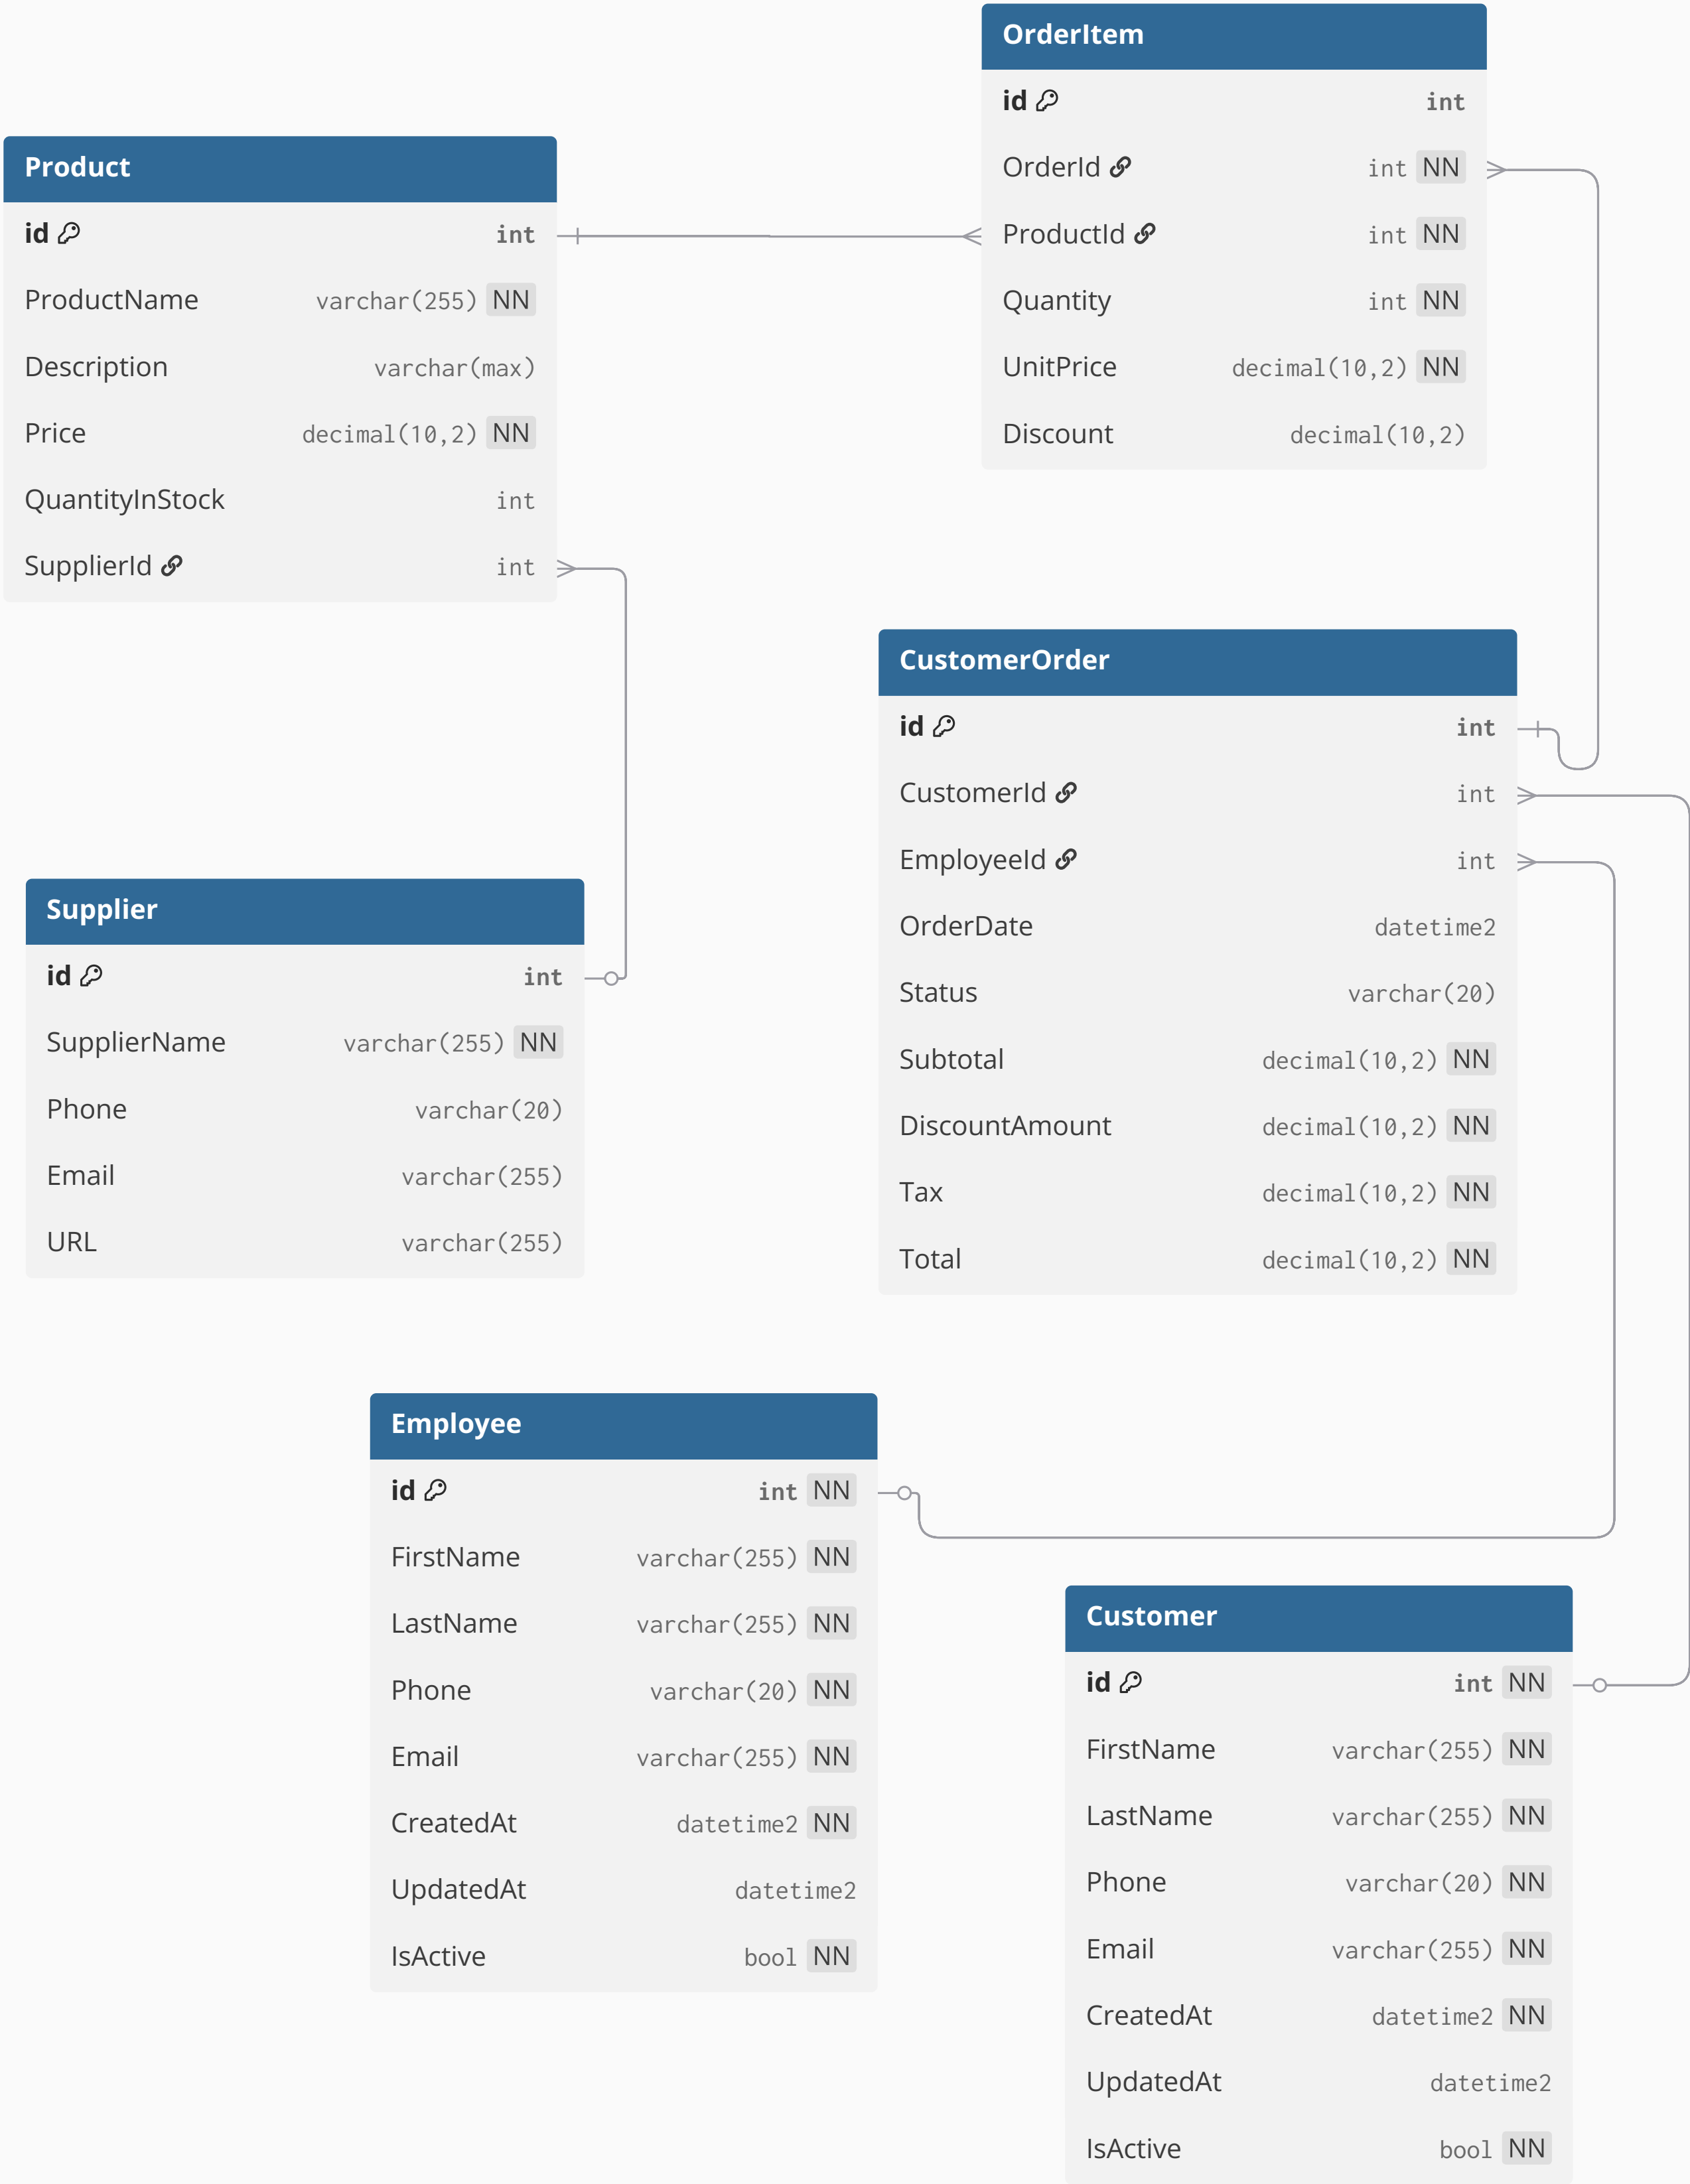 OrderItem
id int
OrderId int NN
ProductId int NN
Quantity int NN
UnitPrice decimal(10,2) NN
Discount decimal(10,2)
Product
id int
ProductName varchar(255) NN
Description varchar(max)
Price decimal(10,2) NN
QuantityInStock int
SupplierId int
CustomerOrder
id int
CustomerId int
EmployeeId int
OrderDate datetime2
Status varchar(20)
Subtotal decimal(10,2) NN
DiscountAmount decimal(10,2) NN
Tax decimal(10,2) NN
Total decimal(10,2) NN
Supplier
id int
SupplierName varchar(255) NN
Phone varchar(20)
Email varchar(255)
URL varchar(255)
Employee
id int NN
FirstName varchar(255) NN
LastName varchar(255) NN
Phone varchar(20) NN
Email varchar(255) NN
CreatedAt datetime2 NN
UpdatedAt datetime2
IsActive bool NN
Customer
id int NN
FirstName varchar(255) NN
LastName varchar(255) NN
Phone varchar(20) NN
Email varchar(255) NN
CreatedAt datetime2 NN
UpdatedAt datetime2
IsActive bool NN